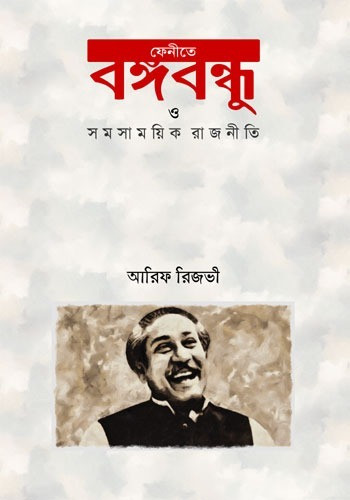 ফেনীতে
বঙ্গবন্ধু
ও
সমসাময়িক রাজনীতি
আরিফ রিজভী